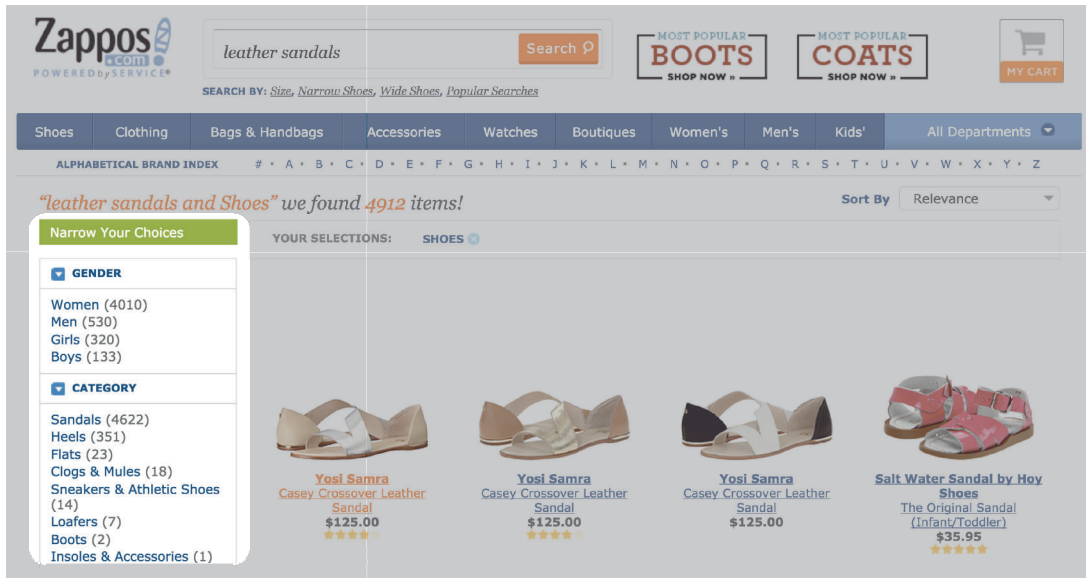 Zappos
.com
POWERED by SERVICE®
leather sandals
Search
MOST POPULAR
BOOTS
SHOP NOW »
MOST POPULAR
COATS
SHOP NOW »
MY CART
SEARCH BY: Size, Narrow Shoes, Wide Shoes, Popular Searches
Shoes Clothing Bags & Handbags Accessories Watches Boutiques Women's Men's Kids' All Departments
ALPHABETICAL BRAND INDEX # • A • B • C • D • E • F • G • H • I • J • K • L • M • N • O • P • Q • R • S • T • U • V • W • X • Y • Z
"leather sandals and Shoes" we found 4912 items!
Sort By Relevance
Narrow Your Choices
YOUR SELECTIONS: SHOES
GENDER
Women (4010)
Men (530)
Girls (320)
Boys (133)
CATEGORY
Sandals (4622)
Heels (351)
Flats (23)
Clogs & Mules (18)
Sneakers & Athletic Shoes
(14)
Loafers (7)
Boots (2)
Insoles & Accessories (1)
Yosi Samra
Casey Crossover Leather
Sandal
$125.00
Yosi Samra
Casey Crossover Leather
Sandal
$125.00
Yosi Samra
Casey Crossover Leather
Sandal
$125.00
Salt Water Sandal by Hoy
Shoes
The Original Sandal
(Infant/Toddler)
$35.95